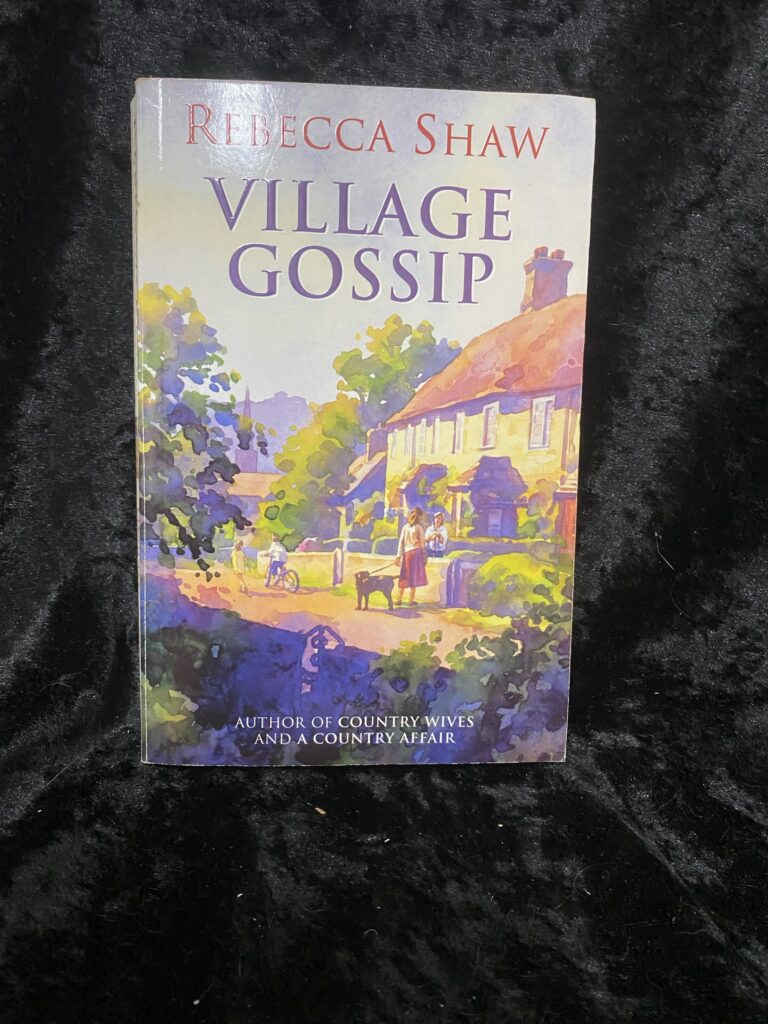 REBECCA SHAW
VILLAGE
GOSSIP
AUTHOR OF COUNTRY WIVES
AND A COUNTRY AFFAIR